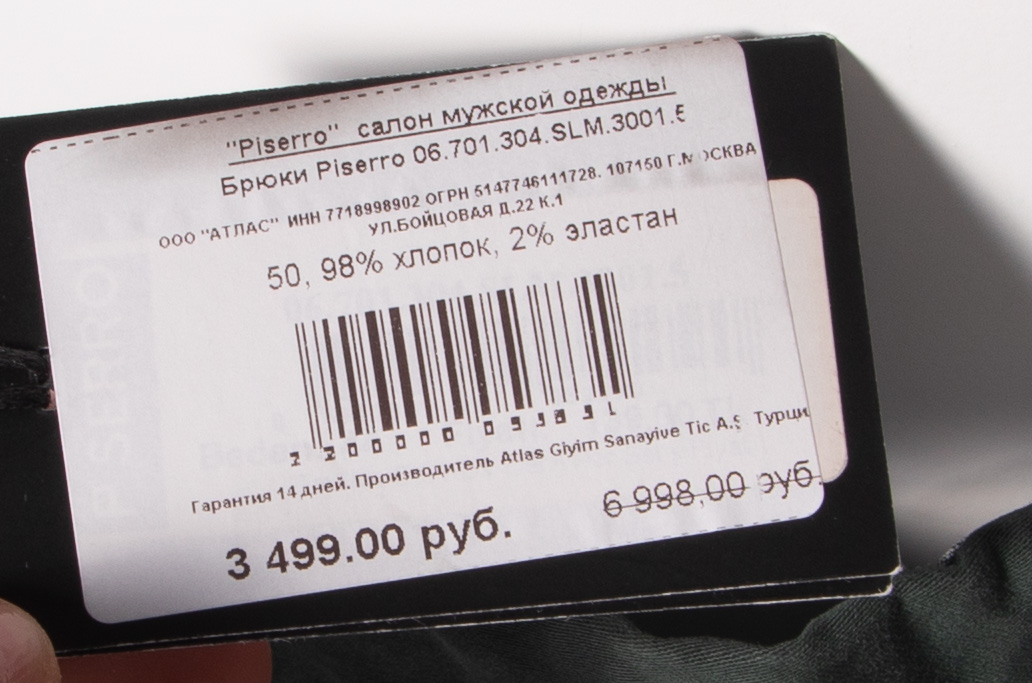 "Piserro" салон мужской одежды
Брюки Piserro 06.701.304.SLM.3001.5
ООО "АТЛАС" ИНН 7718998902 ОГРН 5147746111728. 107150 Г.МОСКВА
УЛ.БОЙЦОВАЯ Д.22 К.1
50, 98% хлопок, 2% эластан
Гарантия 14 дней. Производитель Atlas Giyim Sanayive Tic A.Ş Турци
3 499.00 руб.
6 998,00 руб.